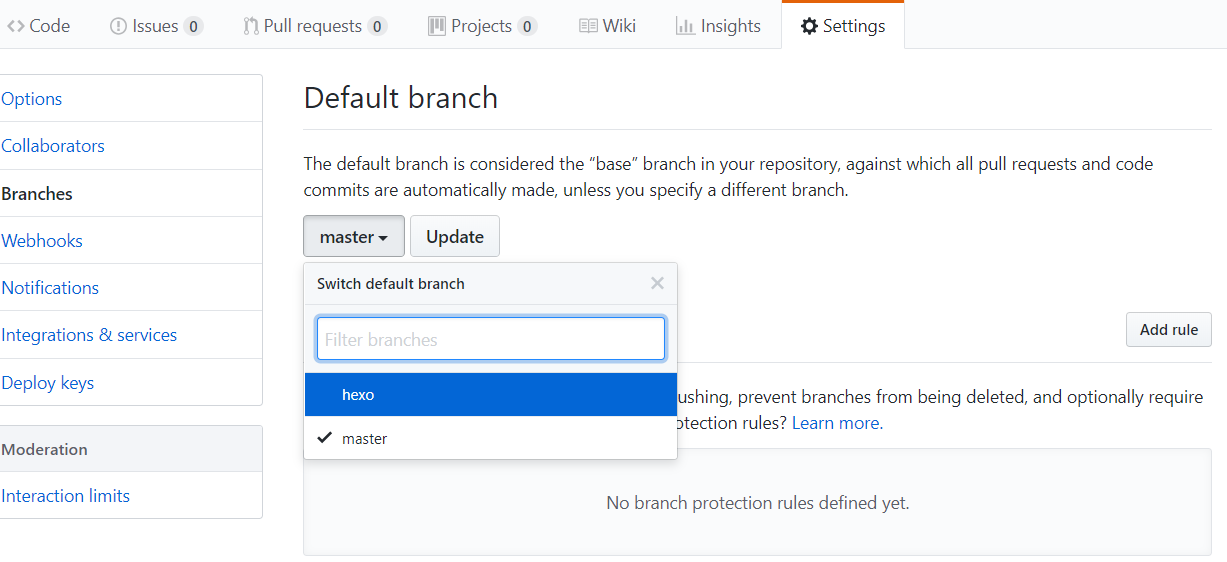 Code Issues 0 Pull requests 0 Projects 0 Wiki Insights Settings
Options
Collaborators
Branches
Webhooks
Notifications
Integrations & services
Deploy keys
Moderation
Interaction limits
Default branch
The default branch is considered the “base” branch in your repository, against which all pull requests and code
commits are automatically made, unless you specify a different branch.
master Update
Switch default branch
Filter branches
hexo
master
Add rule
ushing, prevent branches from being deleted, and optionally require
otection rules? Learn more.
No branch protection rules defined yet.